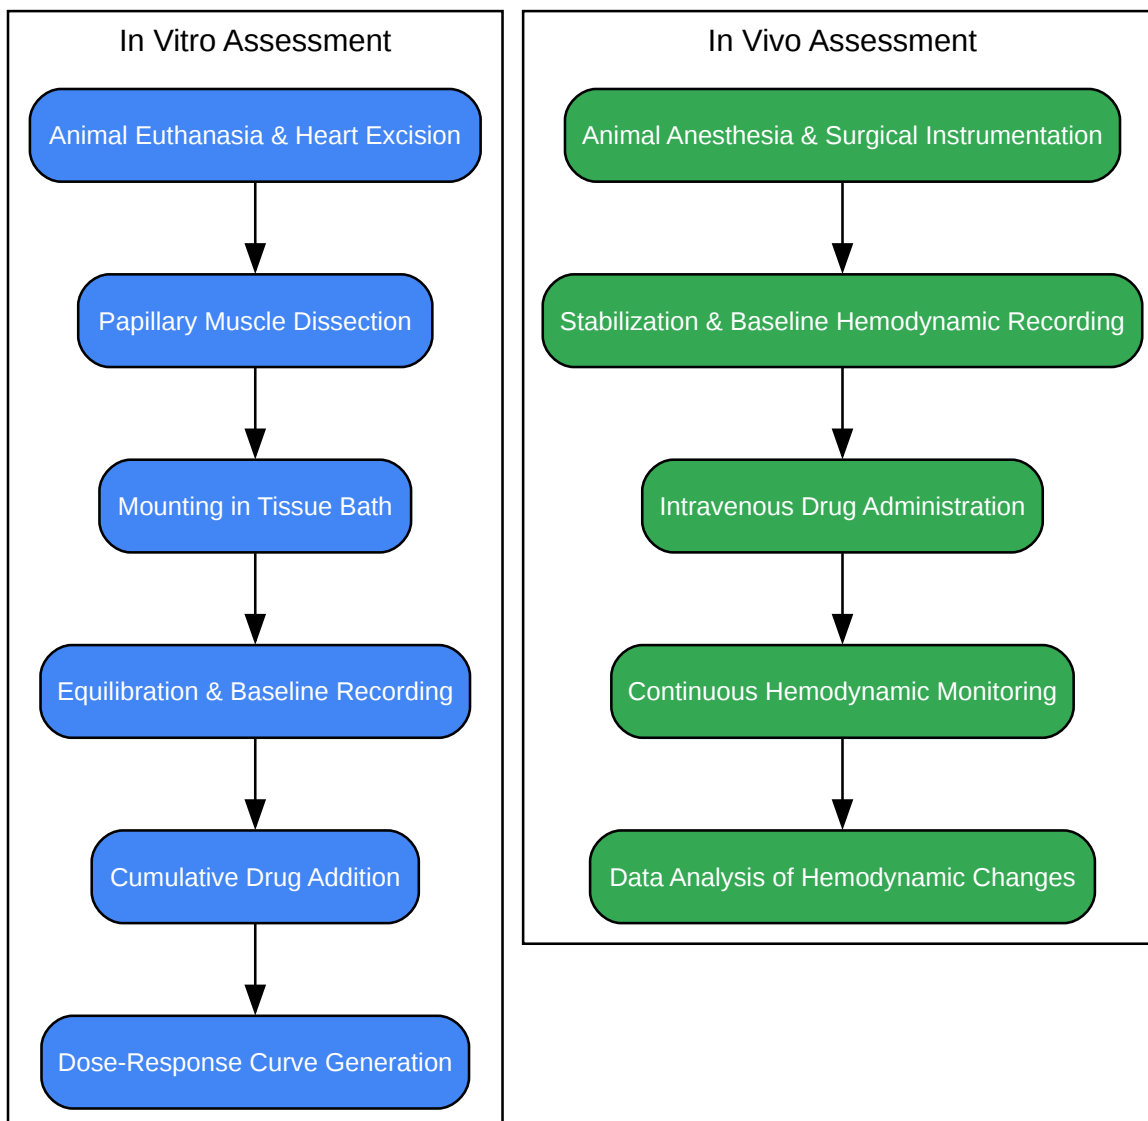 In Vitro Assessment
Animal Euthanasia & Heart Excision
Papillary Muscle Dissection
Mounting in Tissue Bath
Equilibration & Baseline Recording
Cumulative Drug Addition
Dose-Response Curve Generation
In Vivo Assessment
Animal Anesthesia & Surgical Instrumentation
Stabilization & Baseline Hemodynamic Recording
Intravenous Drug Administration
Continuous Hemodynamic Monitoring
Data Analysis of Hemodynamic Changes